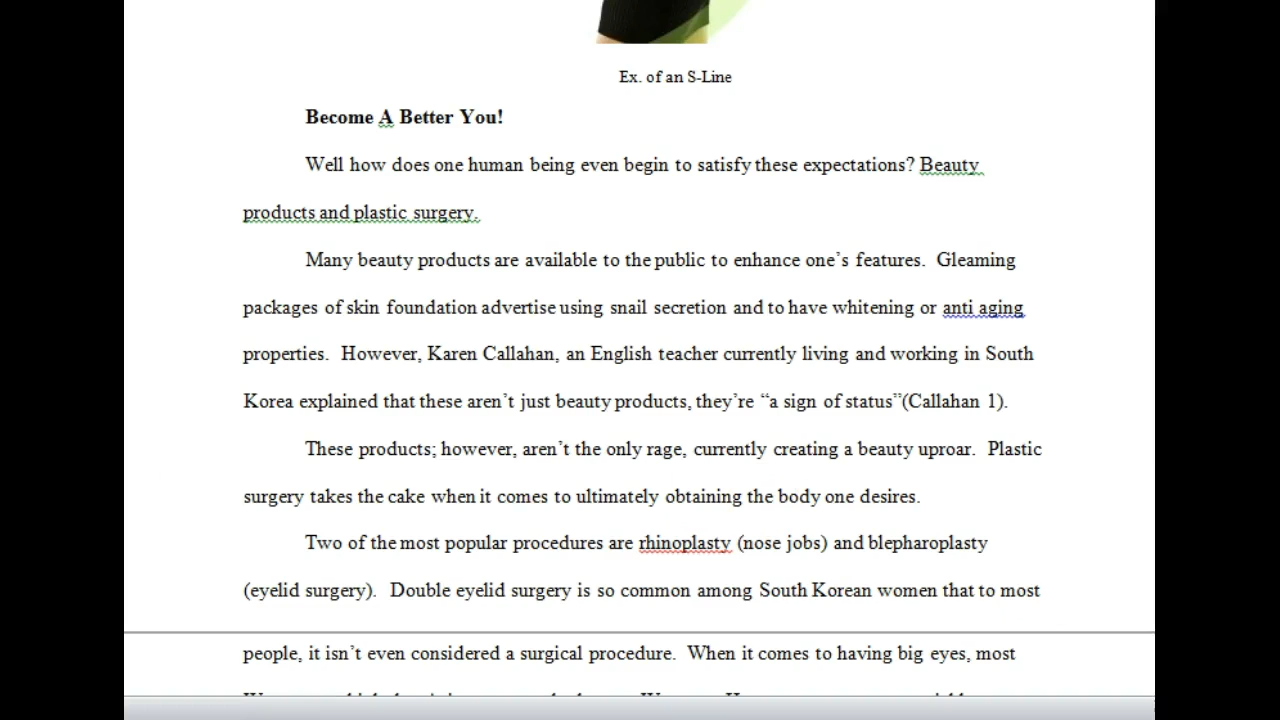 Ex. of an S-Line
Become A Better You!
Well how does one human being even begin to satisfy these expectations? Beauty
products and plastic surgery.
Many beauty products are available to the public to enhance one’s features.  Gleaming
packages of skin foundation advertise using snail secretion and to have whitening or anti aging
properties.  However, Karen Callahan, an English teacher currently living and working in South
Korea explained that these aren’t just beauty products, they’re “a sign of status”(Callahan 1).
These products; however, aren’t the only rage, currently creating a beauty uproar.  Plastic
surgery takes the cake when it comes to ultimately obtaining the body one desires.
Two of the most popular procedures are rhinoplasty (nose jobs) and blepharoplasty
(eyelid surgery).  Double eyelid surgery is so common among South Korean women that to most
people, it isn’t even considered a surgical procedure.  When it comes to having big eyes, most